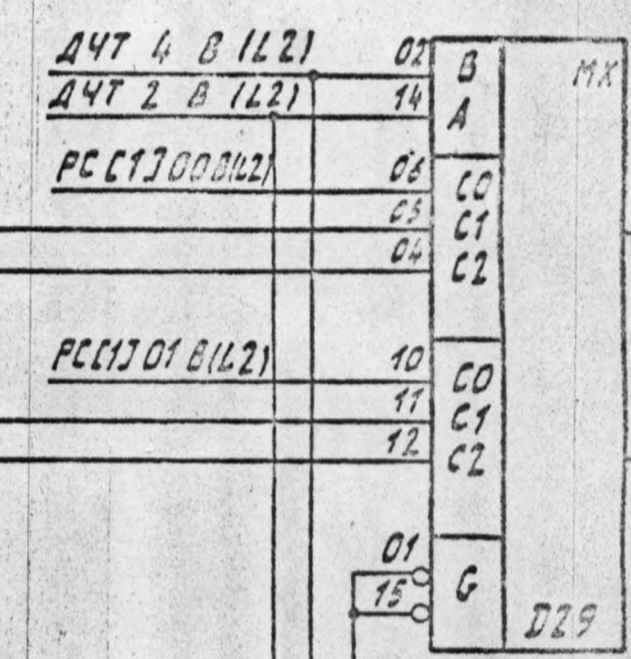 ДЧТ 4 В (L2) 02 B MX
ДЧТ 2 В (L2) 14 A
РС[1]00В(L2) 06 C0
05 C1
04 C2
РС[1]01 В(L2) 10 C0
11 C1
12 C2
01
15 G
D29